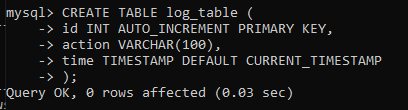 mysql> CREATE TABLE log_table (
    -> id INT AUTO_INCREMENT PRIMARY KEY,
    -> action VARCHAR(100),
    -> time TIMESTAMP DEFAULT CURRENT_TIMESTAMP
    -> );
Query OK, 0 rows affected (0.03 sec)